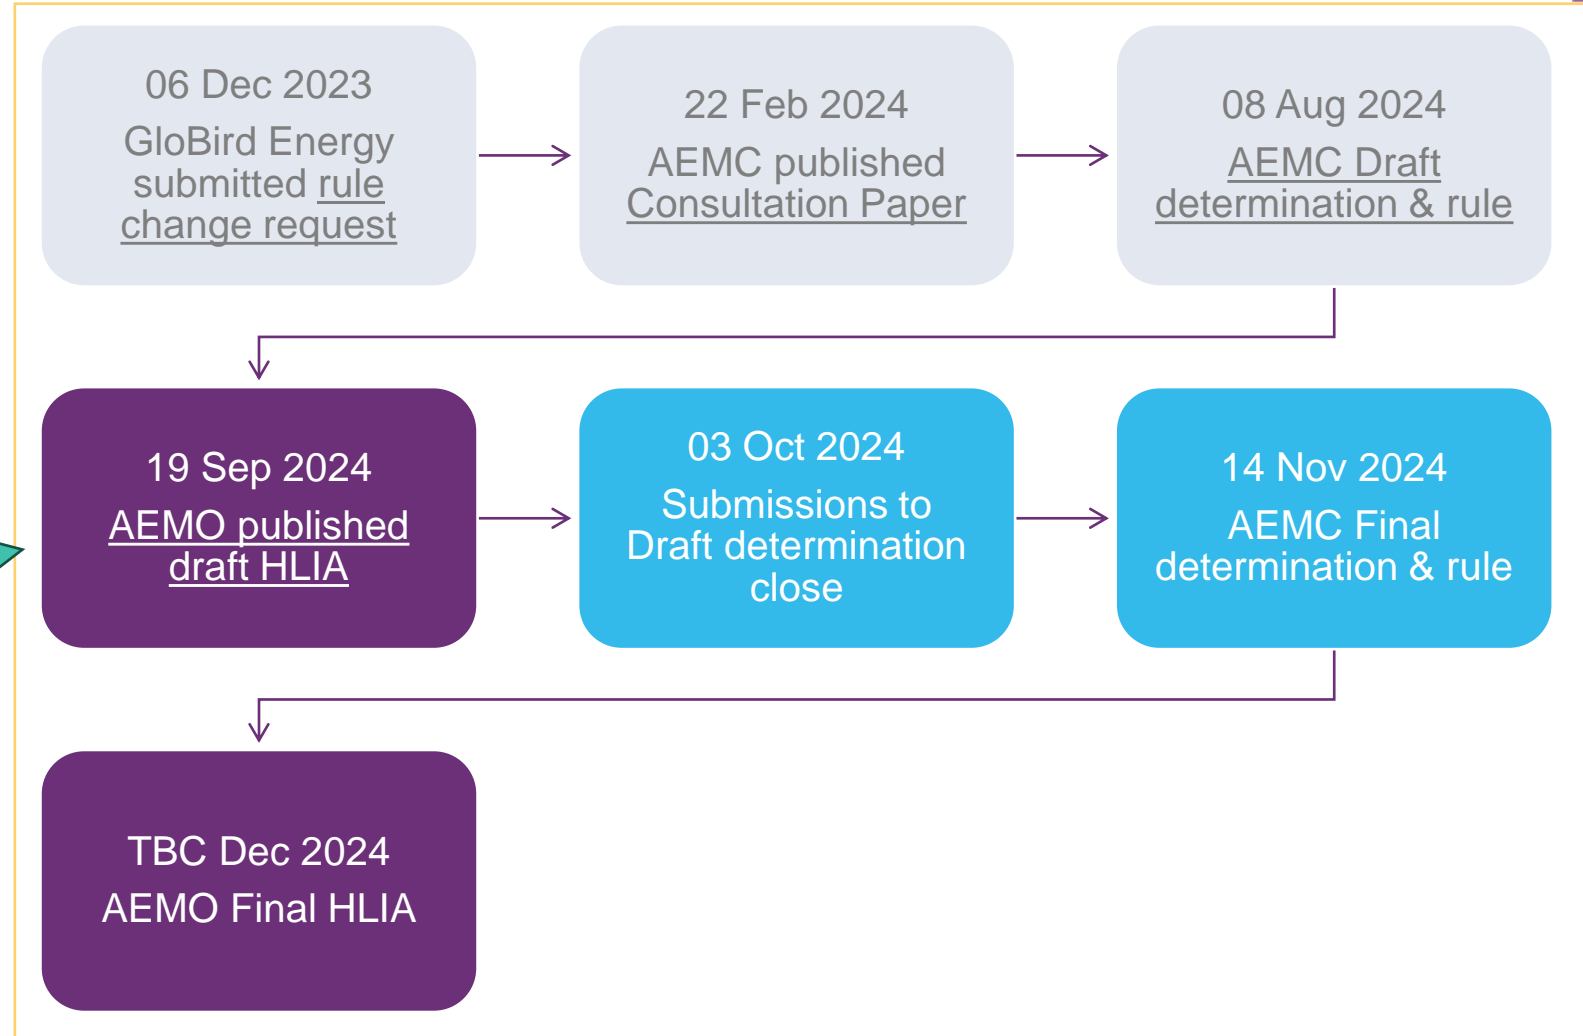 06 Dec 2023
GloBird Energy
submitted rule
change request
22 Feb 2024
AEMC published
Consultation Paper
08 Aug 2024
AEMC Draft
determination & rule
19 Sep 2024
AEMO published
draft HLIA
03 Oct 2024
Submissions to
Draft determination
close
14 Nov 2024
AEMC Final
determination & rule
TBC Dec 2024
AEMO Final HLIA